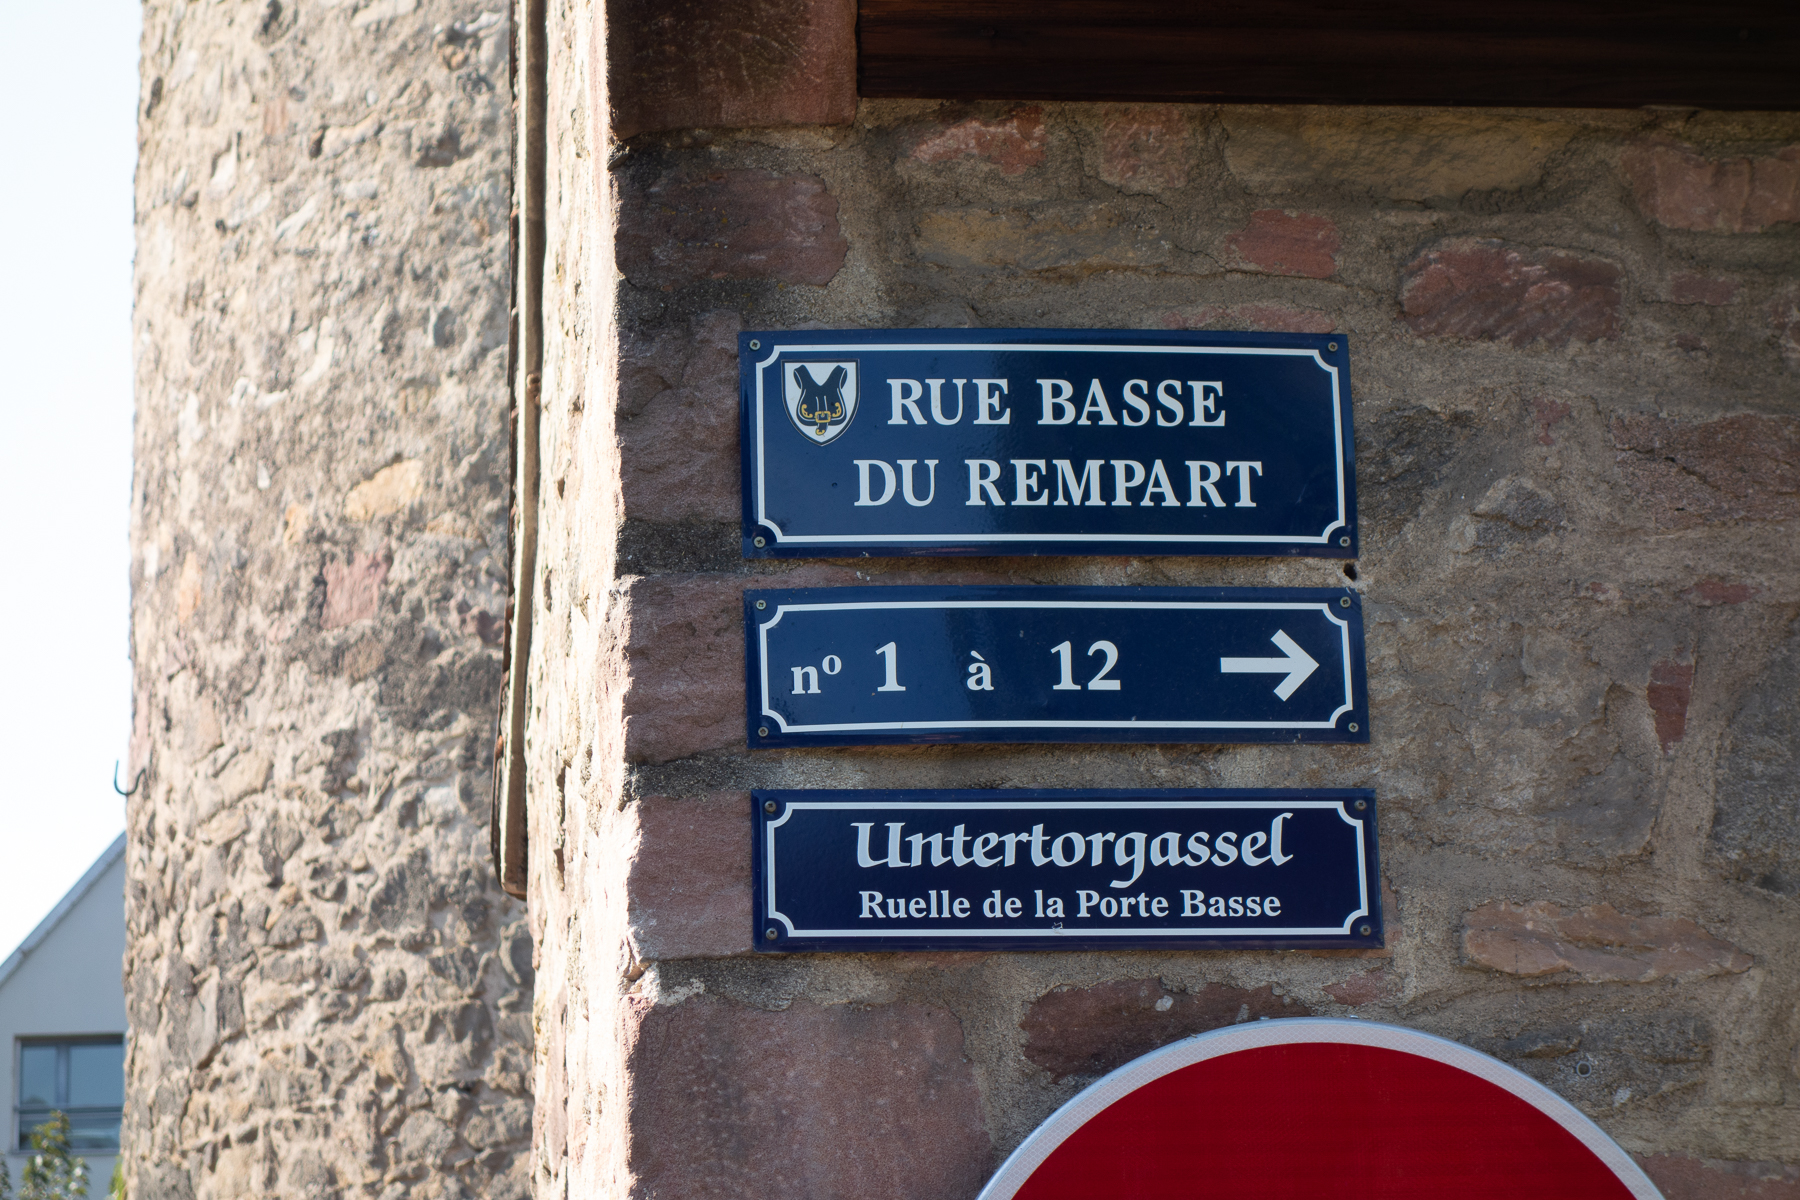 RUE BASSE
DU REMPART
nº 1 à 12 →
Untertorgassel
Ruelle de la Porte Basse